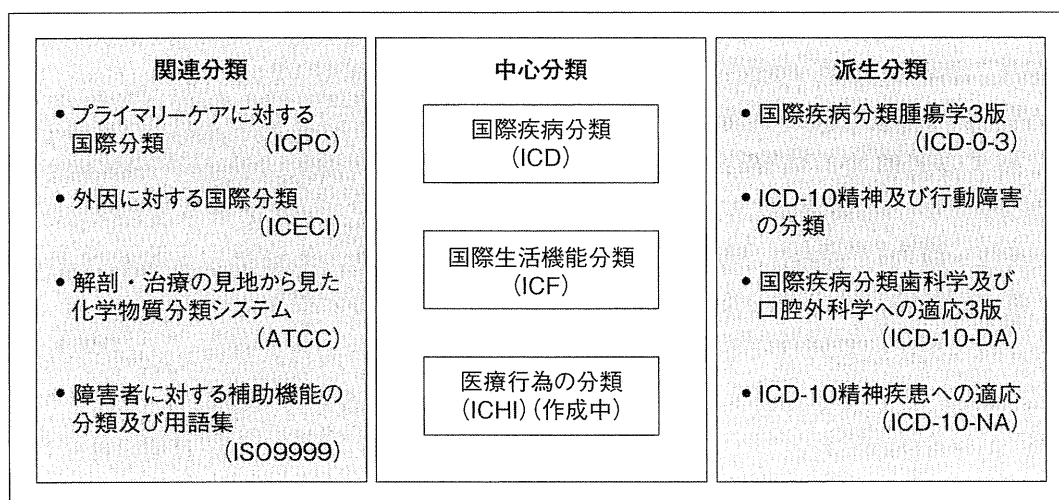 関連分類
• プライマリーケアに対する
国際分類 (ICPC)
• 外因に対する国際分類
(ICECI)
• 解剖・治療の見地から見た
化学物質分類システム
(ATCC)
• 障害者に対する補助機能の
分類及び用語集
(ISO9999)
中心分類
国際疾病分類
(ICD)
国際生活機能分類
(ICF)
医療行為の分類
(ICHI)(作成中)
派生分類
• 国際疾病分類腫瘍学3版
(ICD-0-3)
• ICD-10精神及び行動障害
の分類
• 国際疾病分類歯科学及び
口腔外科学への適応3版
(ICD-10-DA)
• ICD-10精神疾患への適応
(ICD-10-NA)